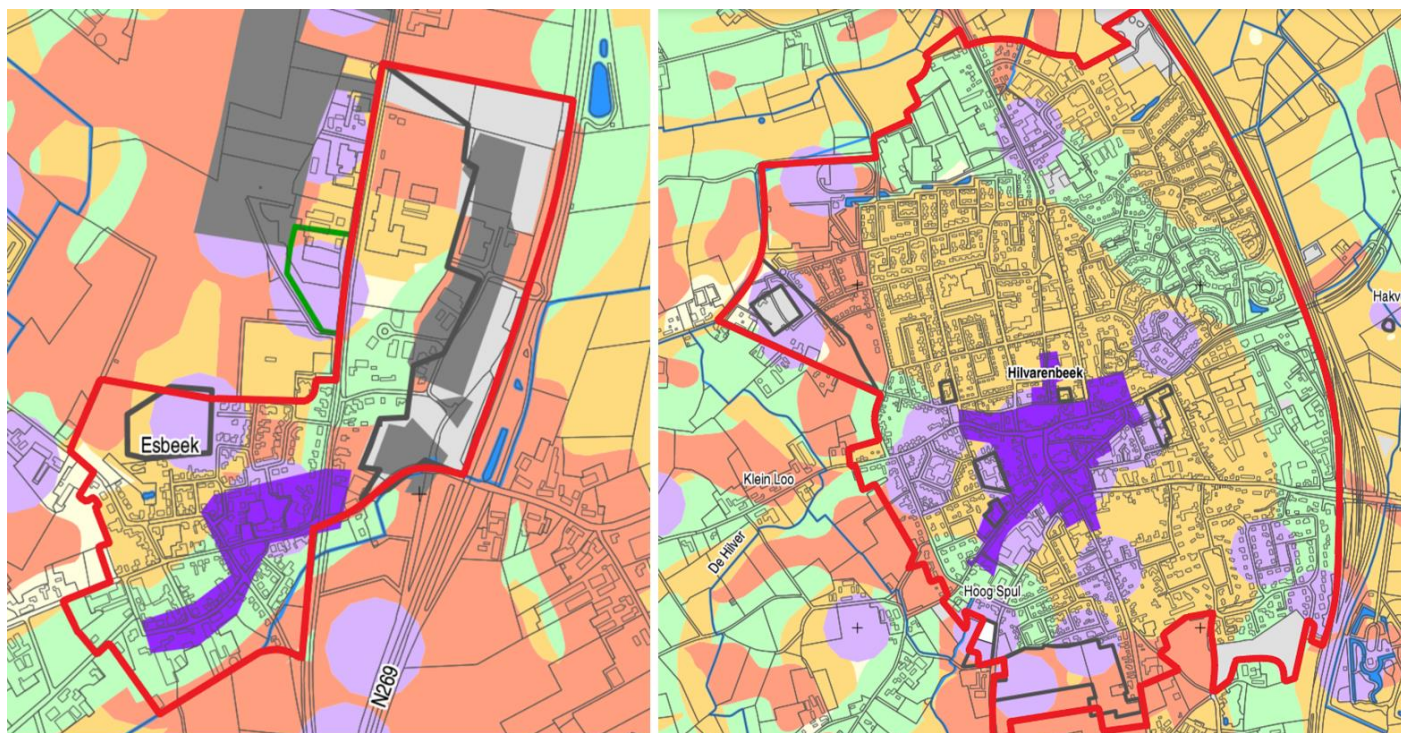 Esbeek
N269
Hilvarenbeek
Klein Loo
De Hilver
Hoog Spul
Hakv